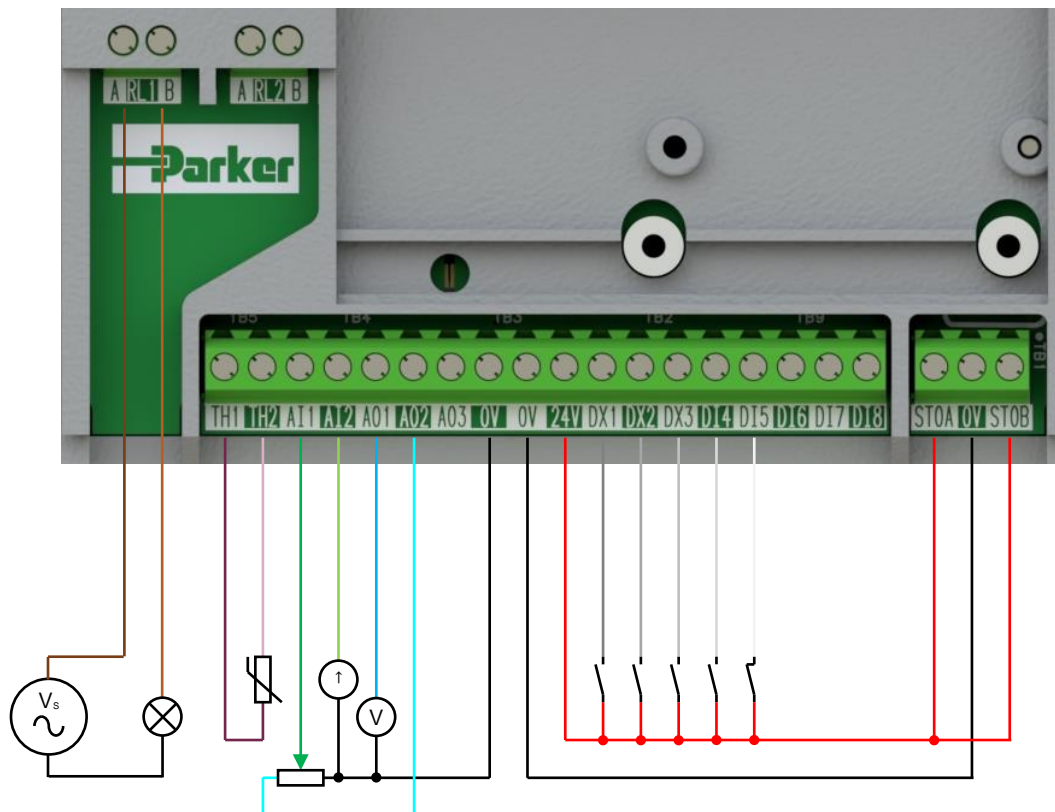 A RL1 B
A RL2 B
Parker
TB5 TB4 TB3 TB2 TB9
TB1
TH1 TH2 AI1 AI2 AO1 AO2 AO3 0V 0V 24V DX1 DX2 DX3 DI4 DI5 DI6 DI7 DI8
STOA 0V STOB
Vs
↑
V